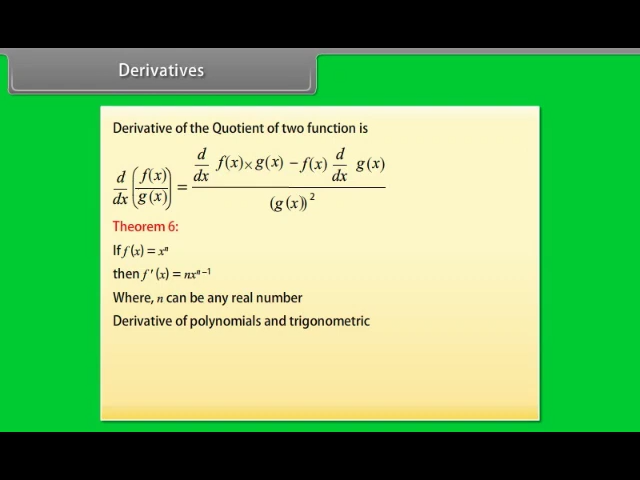 Derivatives
Derivative of the Quotient of two function is
d/dx (f(x)/g(x)) = (d/dx f(x) × g(x) − f(x) d/dx g(x)) / (g(x))²
Theorem 6:
If f (x) = xⁿ
then f ′ (x) = nxⁿ⁻¹
Where, n can be any real number
Derivative of polynomials and trigonometric